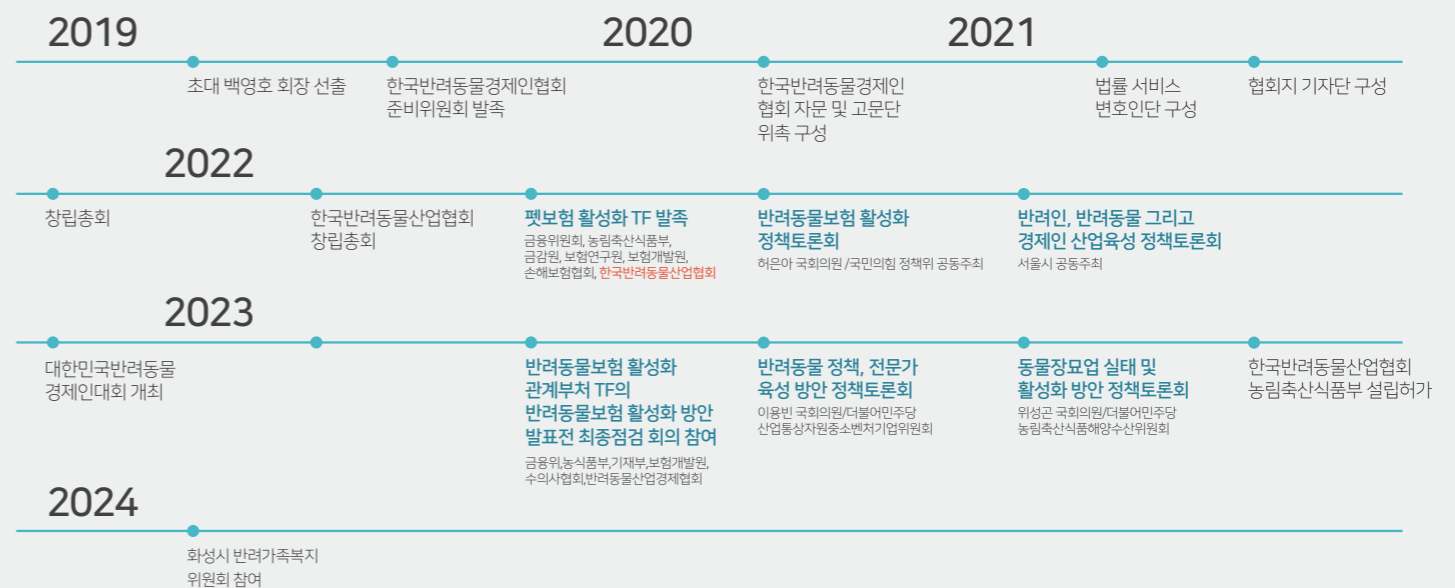 2019
초대 백영호 회장 선출
한국반려동물경제인협회
준비위원회 발족
2020
한국반려동물경제인
협회 자문 및 고문단
위촉 구성
2021
법률 서비스
변호인단 구성
협회지 기자단 구성
2022
창립총회
한국반려동물산업협회
창립총회
펫보험 활성화 TF 발족
금융위원회, 농림축산식품부,
금감원, 보험연구원, 보험개발원,
손해보험협회, 한국반려동물산업협회
반려동물보험 활성화
정책토론회
허은아 국회의원 /국민의힘 정책위 공동주최
반려인, 반려동물 그리고
경제인 산업육성 정책토론회
서울시 공동주최
2023
대한민국반려동물
경제인대회 개최
반려동물보험 활성화
관계부처 TF의
반려동물보험 활성화 방안
발표전 최종점검 회의 참여
금융위,농식품부,기재부,보험개발원,
수의사협회,반려동물산업경제협회
반려동물 정책, 전문가
육성 방안 정책토론회
이용빈 국회의원/더불어민주당
산업통상자원중소벤처기업위원회
동물장묘업 실태 및
활성화 방안 정책토론회
위성곤 국회의원/더불어민주당
농림축산식품해양수산위원회
한국반려동물산업협회
농림축산식품부 설립허가
2024
화성시 반려가족복지
위원회 참여